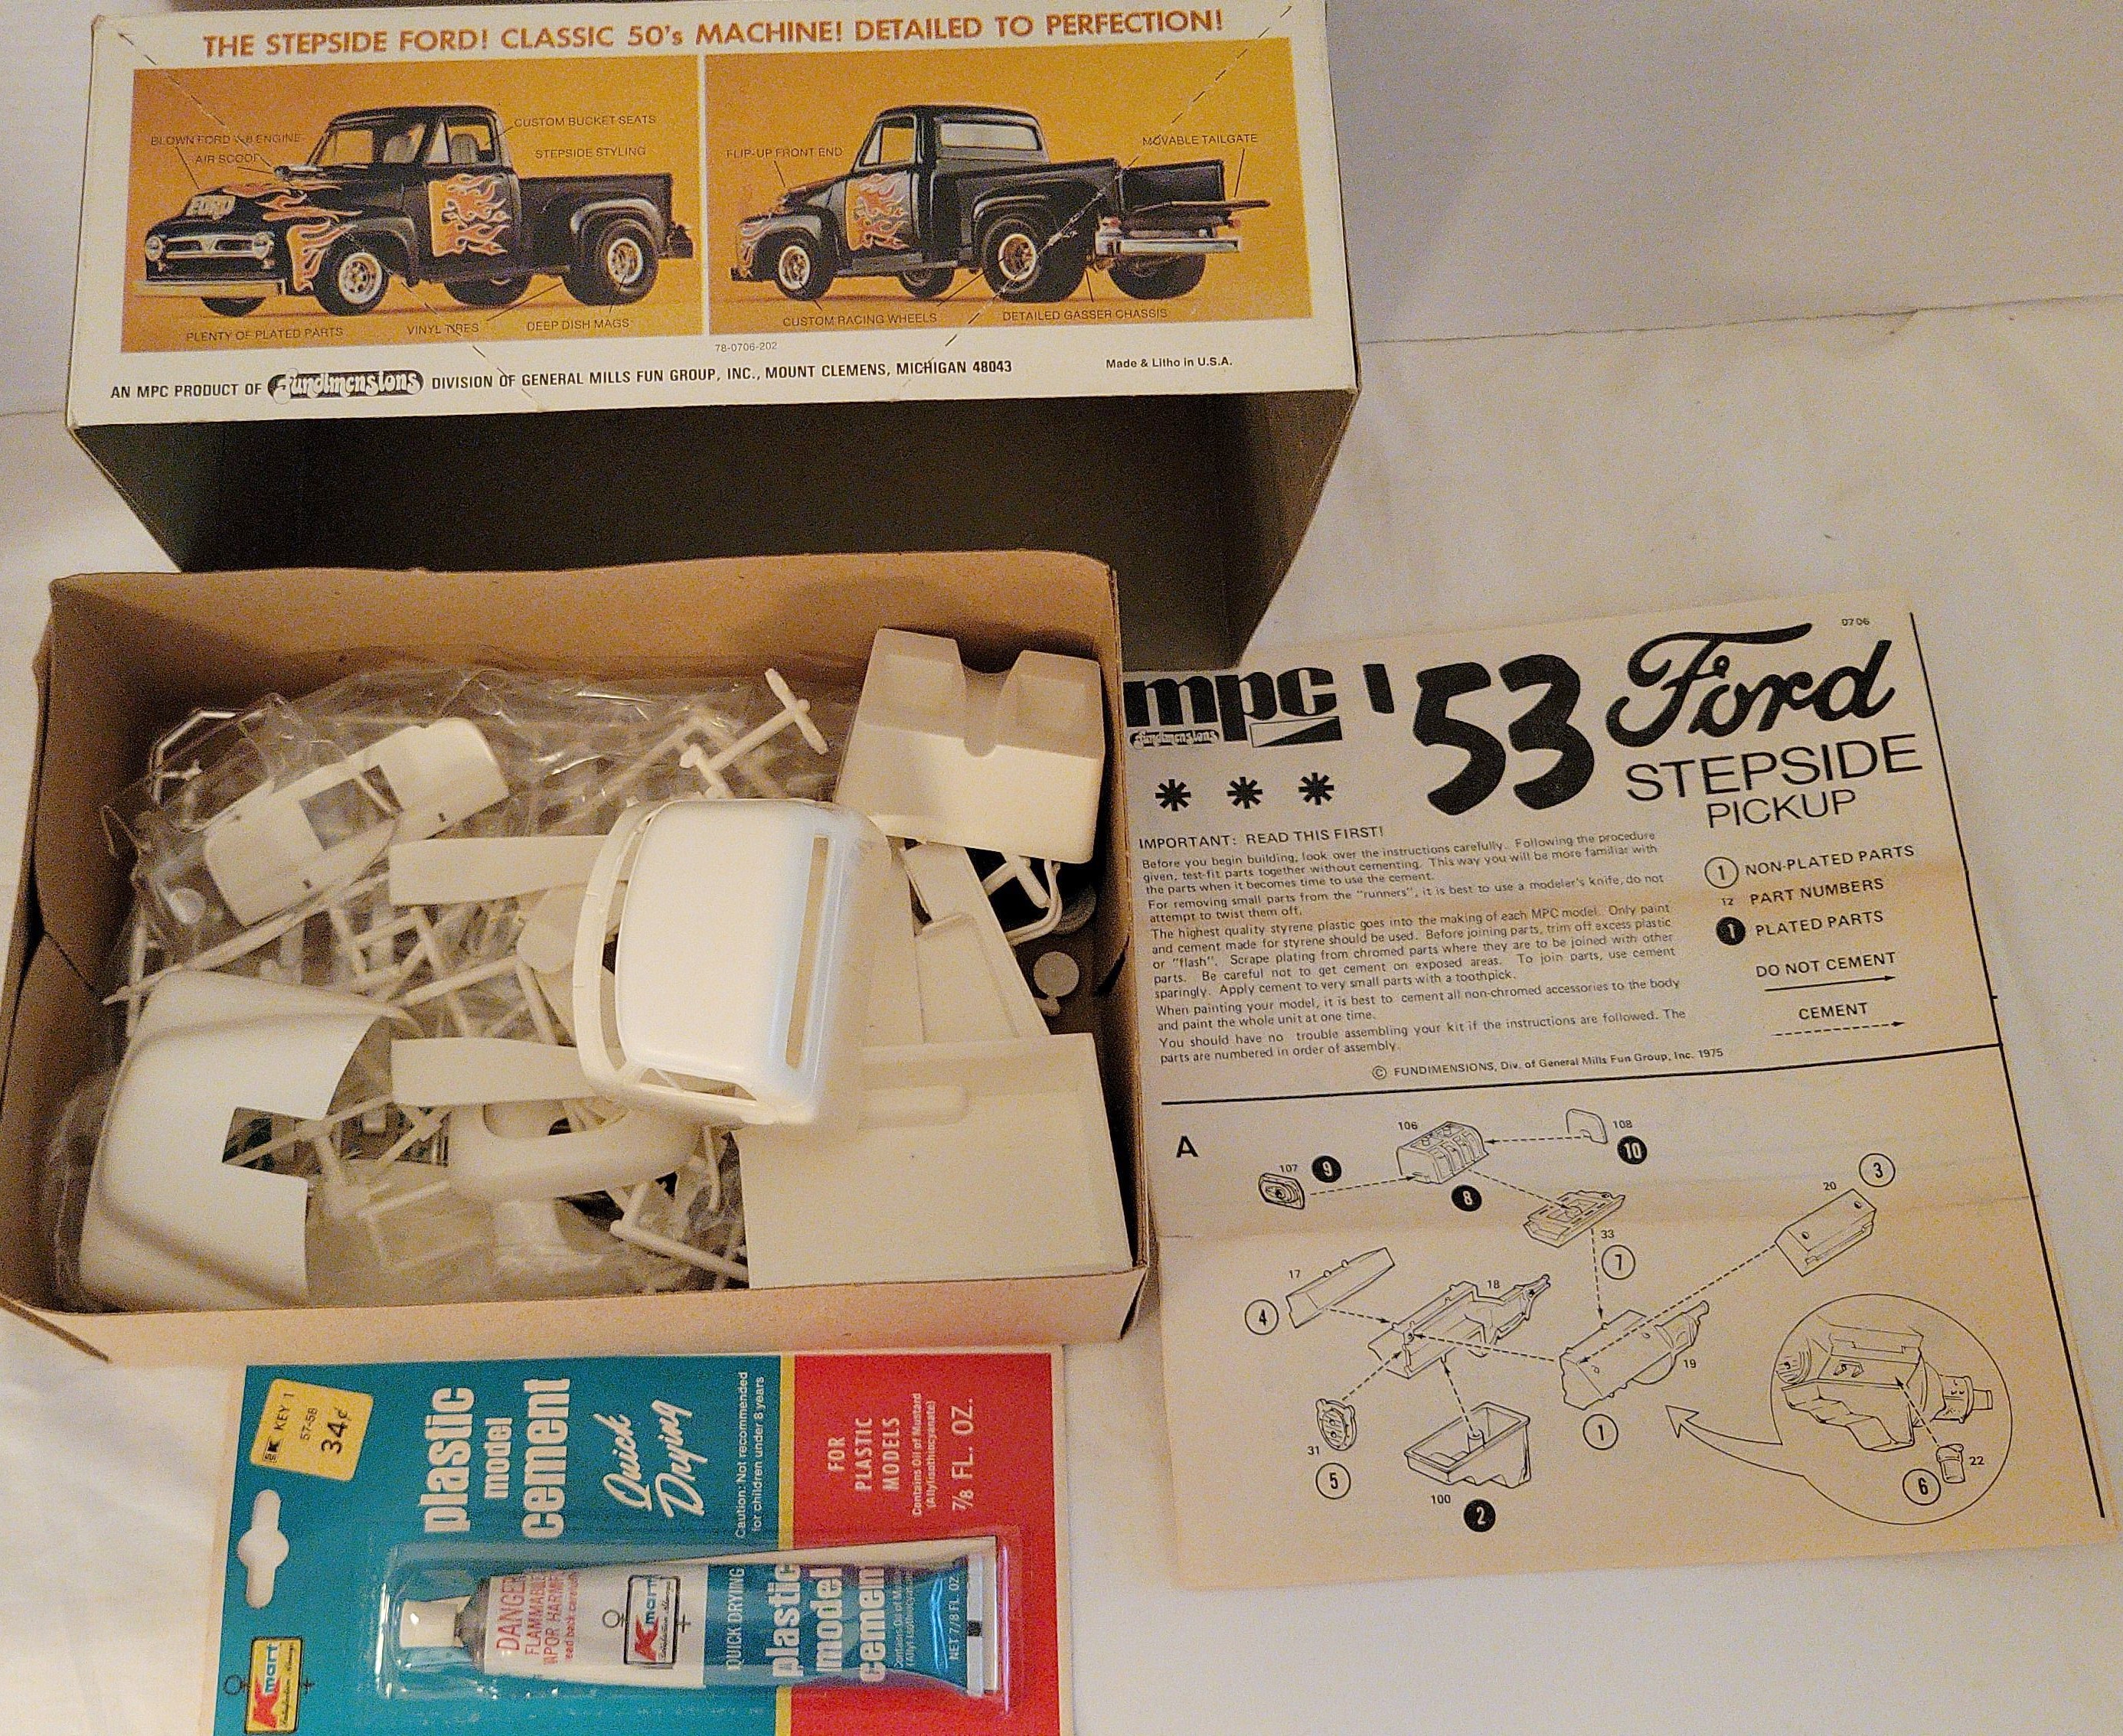 THE STEPSIDE FORD! CLASSIC 50's MACHINE! DETAILED TO PERFECTION!
BLOWN FORD V-8 ENGINE
AIR SCOOP
CUSTOM BUCKET SEATS
STEPSIDE STYLING
FORD
PLENTY OF PLATED PARTS
VINYL TIRES
DEEP DISH MAGS
FLIP-UP FRONT END
MOVABLE TAILGATE
CUSTOM RACING WHEELS
DETAILED GASSER CHASSIS
78-0706-202
AN MPC PRODUCT OF Fundimensions DIVISION OF GENERAL MILLS FUN GROUP, INC., MOUNT CLEMENS, MICHIGAN 48043
Made & Litho in U.S.A.
0706
mpc
fundimensions
'53 Ford
STEPSIDE
PICKUP
IMPORTANT: READ THIS FIRST!
Before you begin building, look over the instructions carefully. Following the procedure
given, test-fit parts together without cementing. This way you will be more familiar with
the parts when it becomes time to use the cement.
For removing small parts from the "runners", it is best to use a modeler's knife, do not
attempt to twist them off.
The highest quality styrene plastic goes into the making of each MPC model. Only paint
and cement made for styrene should be used. Before joining parts, trim off excess plastic
or "flash". Scrape plating from chromed parts where they are to be joined with other
parts. Be careful not to get cement on exposed areas. To join parts, use cement
sparingly. Apply cement to very small parts with a toothpick.
When painting your model, it is best to cement all non-chromed accessories to the body
and paint the whole unit at one time.
You should have no trouble assembling your kit if the instructions are followed. The
parts are numbered in order of assembly.
© FUNDIMENSIONS, Div. of General Mills Fun Group, Inc. 1975
1 NON-PLATED PARTS
12 PART NUMBERS
1 PLATED PARTS
DO NOT CEMENT
CEMENT
A
106
108
10
107
9
8
3
20
33
7
17
18
4
19
1
31
5
100
2
22
6
KEY 1
57-58
34¢
plastic
model
cement
Quick
Drying
Caution: Not recommended
for children under 8 years
FOR
PLASTIC
MODELS
Contains Oil of Mustard
(Allylisothiocyanate)
7/8 FL. OZ.
Kmart
DANGER
FLAMMABLE
VAPOR HARMF
Kmart
QUICK DRYING
plastic
model
cement
NET 7/8 FL. OZ.